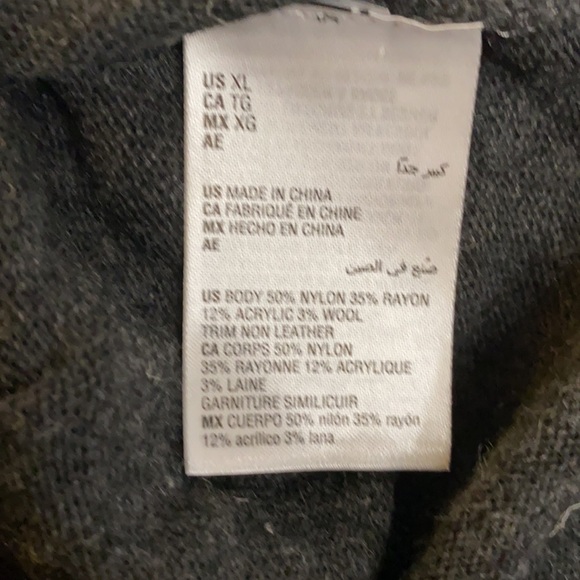 US XL
CA TG
MX XG
AE
كبير جدًا
US MADE IN CHINA
CA FABRIQUÉ EN CHINE
MX HECHO EN CHINA
AE
صُنع في الصين
US BODY 50% NYLON 35% RAYON
12% ACRYLIC 3% WOOL
TRIM NON LEATHER
CA CORPS 50% NYLON
35% RAYONNE 12% ACRYLIQUE
3% LAINE
GARNITURE SIMILICUIR
MX CUERPO 50% nilón 35% rayón
12% acrílico 3% lana